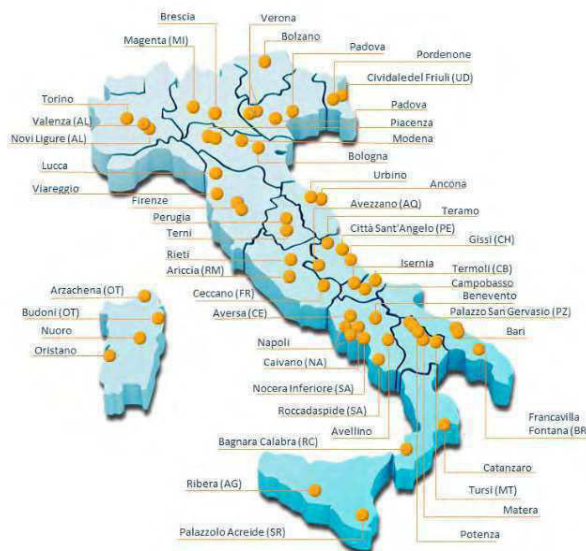 Brescia
Verona
Magenta (MI)
Bolzano
Padova
Pordenone
Cividaledel Friuli (UD)
Torino
Padova
Valenza (AL)
Piacenza
Novi Ligure (AL)
Modena
Bologna
Lucca
Urbino
Viareggio
Ancona
Firenze
Avezzano (AQ)
Teramo
Perugia
Città Sant'Angelo (PE)
Terni
Gissi (CH)
Rieti
Isernia
Ariccia (RM)
Termoli (CB)
Arzachena (OT)
Campobasso
Ceccano (FR)
Benevento
Budoni (OT)
Aversa (CE)
Palazzo San Gervasio (PZ)
Nuoro
Napoli
Bari
Oristano
Caivano (NA)
Nocera Inferiore (SA)
Roccadaspide (SA)
Francavilla
Fontana (BR)
Avellino
Bagnara Calabra (RC)
Catanzaro
Ribera (AG)
Tursi (MT)
Matera
Palazzolo Acreide (SR)
Potenza